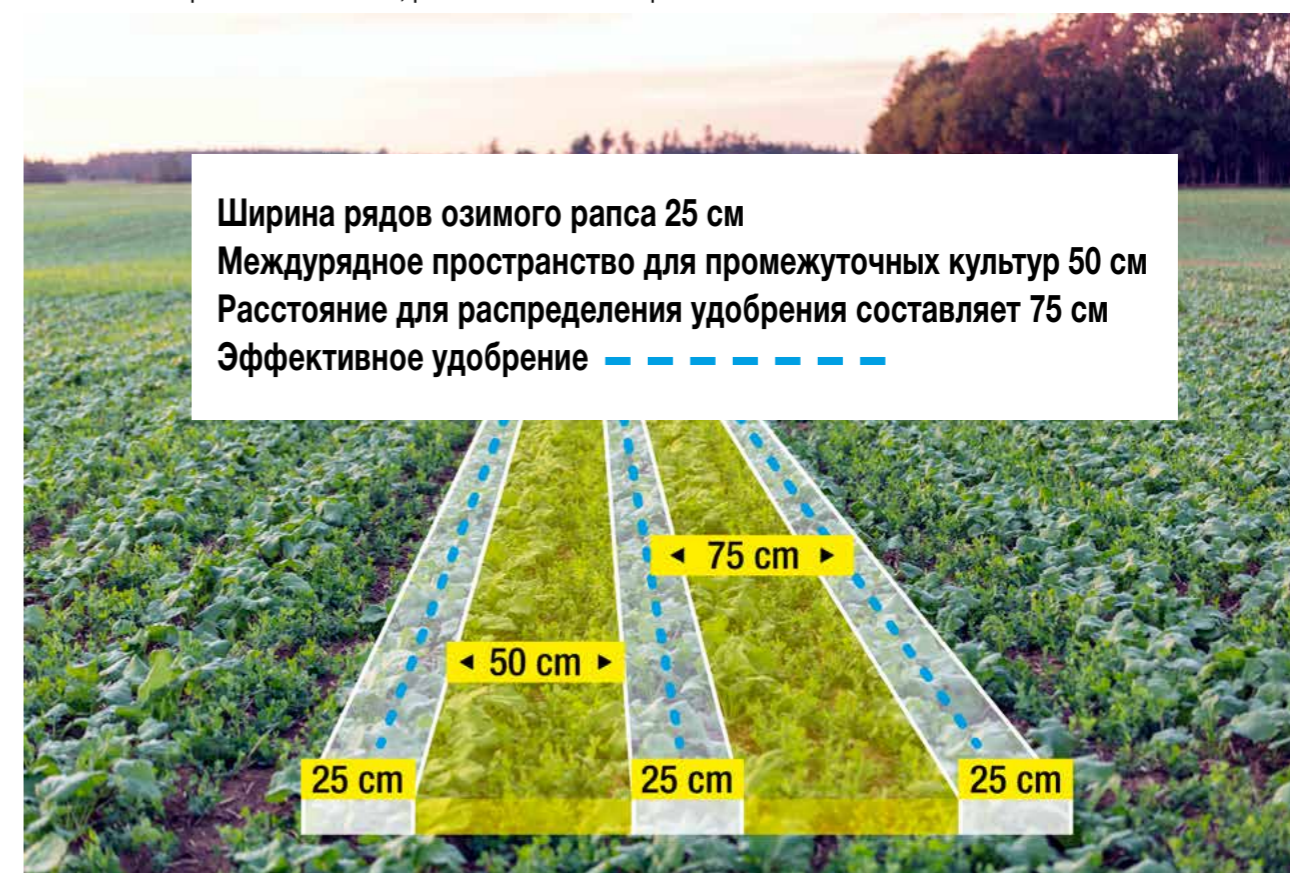 Ширина рядов озимого рапса 25 см
Междурядное пространство для промежуточных культур 50 см
Расстояние для распределения удобрения составляет 75 см
Эффективное удобрение
75 cm
50 cm
25 cm 25 cm 25 cm